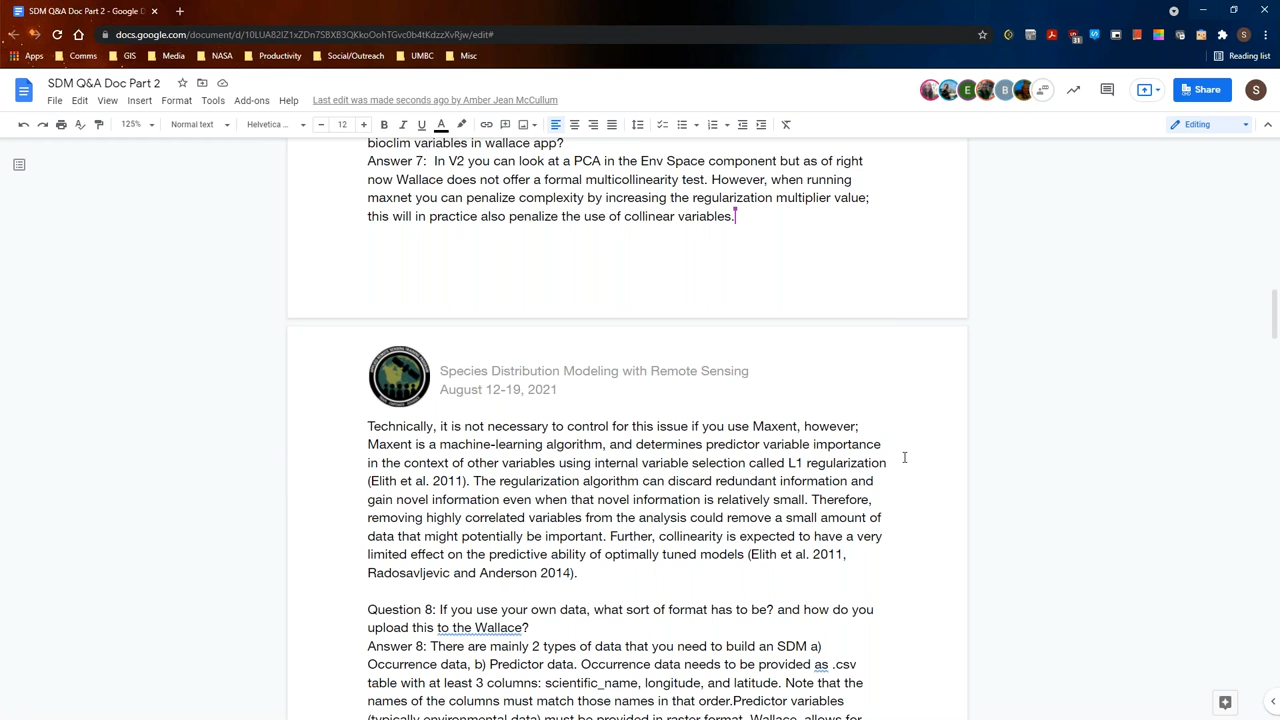 SDM Q&A Doc Part 2 - Google D
docs.google.com/document/d/10LUA82IZ1xZDn7SBXB3QKkoOohTGvc0b4tKdzzXvRjw/edit#
Apps Comms GIS Media NASA Productivity Social/Outreach UMBC Misc Reading list
SDM Q&A Doc Part 2
File Edit View Insert Format Tools Add-ons Help Last edit was made seconds ago by Amber Jean McCullum
E B Share S
125% Normal text Helvetica ... 12 B I U A Editing
bioclim variables in wallace app?
Answer 7: In V2 you can look at a PCA in the Env Space component but as of right
now Wallace does not offer a formal multicollinearity test. However, when running
maxnet you can penalize complexity by increasing the regularization multiplier value;
this will in practice also penalize the use of collinear variables.
Species Distribution Modeling with Remote Sensing
August 12-19, 2021
Technically, it is not necessary to control for this issue if you use Maxent, however;
Maxent is a machine-learning algorithm, and determines predictor variable importance
in the context of other variables using internal variable selection called L1 regularization
(Elith et al. 2011). The regularization algorithm can discard redundant information and
gain novel information even when that novel information is relatively small. Therefore,
removing highly correlated variables from the analysis could remove a small amount of
data that might potentially be important. Further, collinearity is expected to have a very
limited effect on the predictive ability of optimally tuned models (Elith et al. 2011,
Radosavljevic and Anderson 2014).
Question 8: If you use your own data, what sort of format has to be? and how do you
upload this to the Wallace?
Answer 8: There are mainly 2 types of data that you need to build an SDM a)
Occurrence data, b) Predictor data. Occurrence data needs to be provided as .csv
table with at least 3 columns: scientific_name, longitude, and latitude. Note that the
names of the columns must match those names in that order.Predictor variables
(typically environmental data) must be provided in raster format. Wallace, allows for